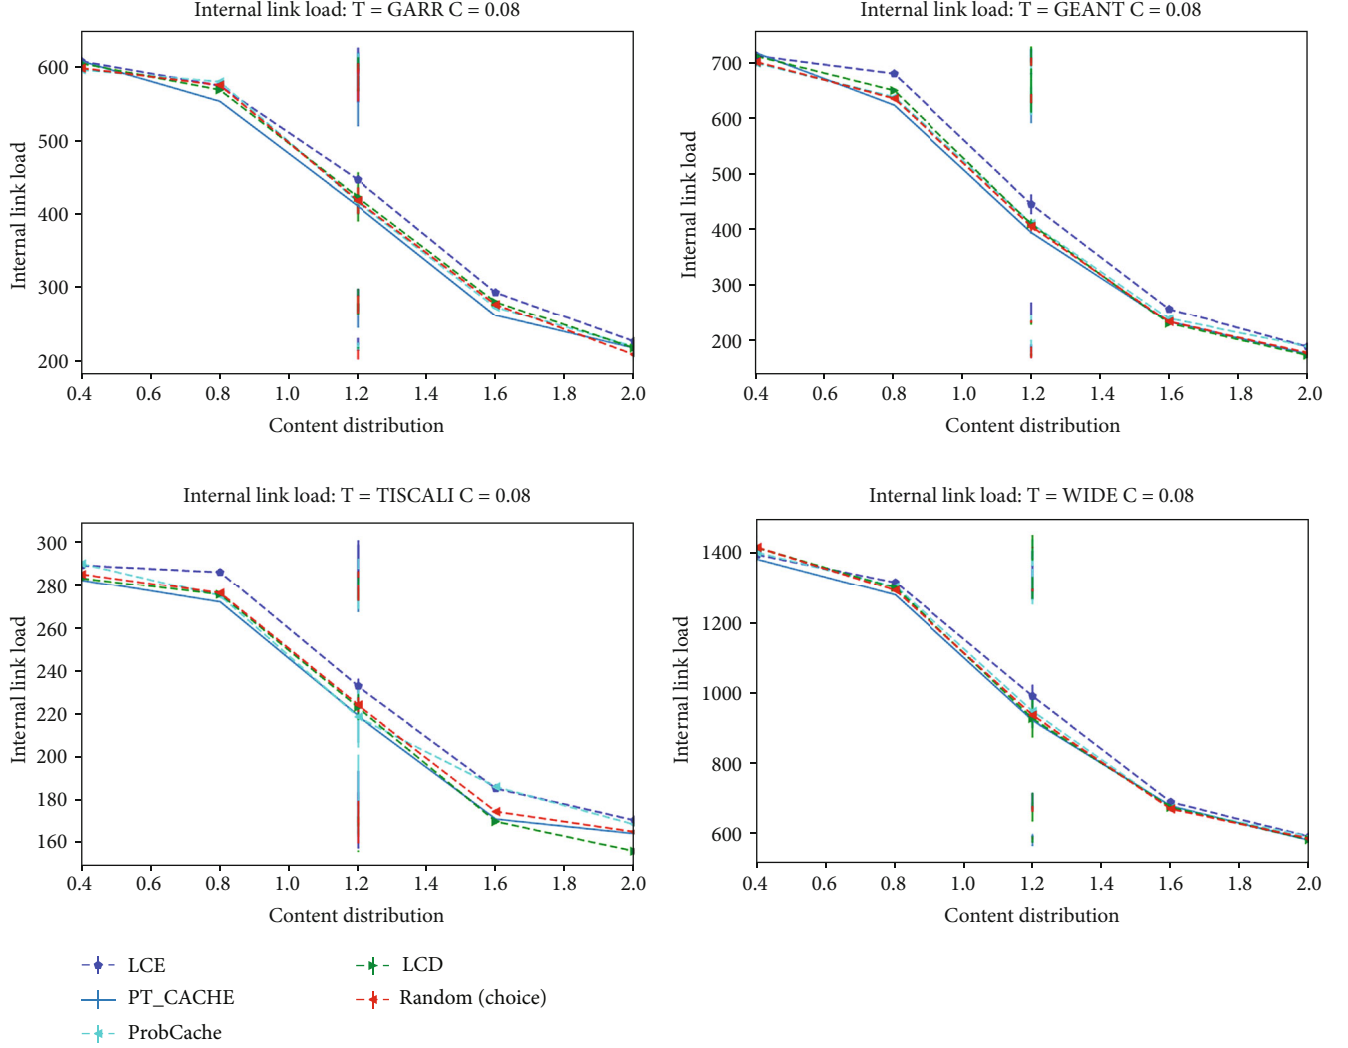 Internal link load: T = GARR C = 0.08
600
500
400
300
200
Internal link load
0.4 0.6 0.8 1.0 1.2 1.4 1.6 1.8 2.0
Content distribution
Internal link load: T = GEANT C = 0.08
700
600
500
400
300
200
Internal link load
0.4 0.6 0.8 1.0 1.2 1.4 1.6 1.8 2.0
Content distribution
Internal link load: T = TISCALI C = 0.08
300
280
260
240
220
200
180
160
Internal link load
0.4 0.6 0.8 1.0 1.2 1.4 1.6 1.8 2.0
Content distribution
Internal link load: T = WIDE C = 0.08
1400
1200
1000
800
600
Internal link load
0.4 0.6 0.8 1.0 1.2 1.4 1.6 1.8 2.0
Content distribution
LCE
PT_CACHE
ProbCache
LCD
Random (choice)